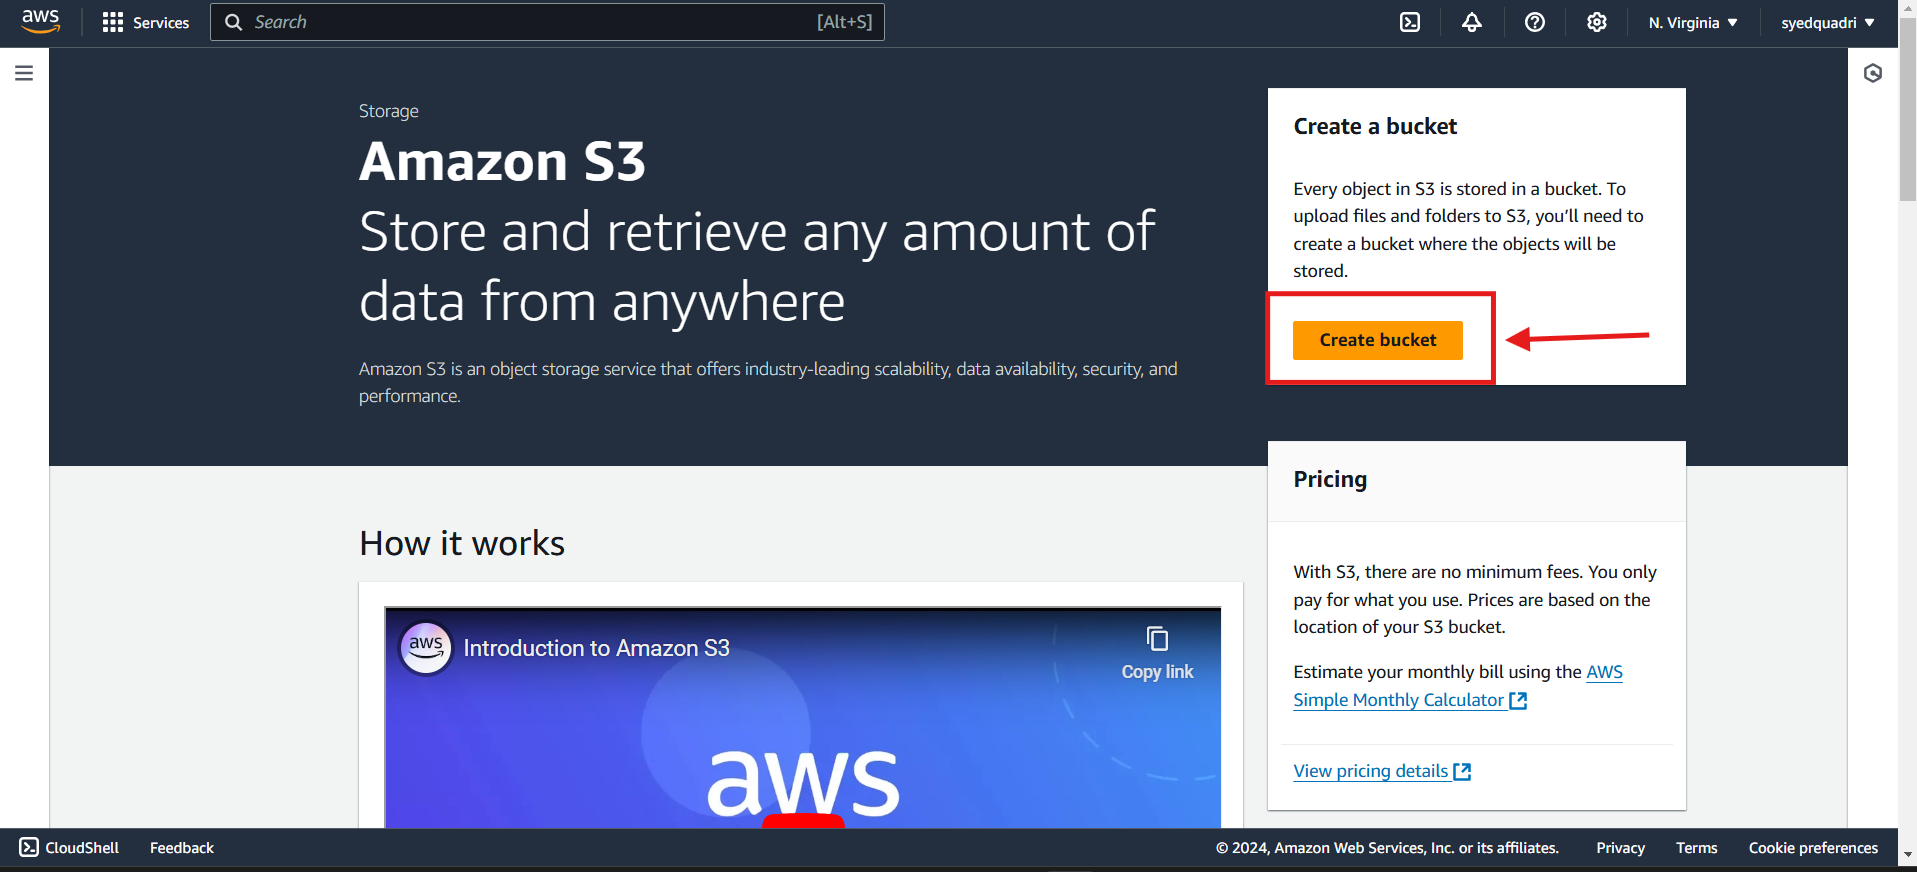 aws
Services
Search
[Alt+S]
N. Virginia
syedquadri
Storage
Amazon S3
Store and retrieve any amount of
data from anywhere
Amazon S3 is an object storage service that offers industry-leading scalability, data availability, security, and
performance.
Create a bucket
Every object in S3 is stored in a bucket. To
upload files and folders to S3, you’ll need to
create a bucket where the objects will be
stored.
Create bucket
Pricing
With S3, there are no minimum fees. You only
pay for what you use. Prices are based on the
location of your S3 bucket.
Estimate your monthly bill using the AWS
Simple Monthly Calculator
View pricing details
How it works
aws
Introduction to Amazon S3
Copy link
aws
CloudShell
Feedback
© 2024, Amazon Web Services, Inc. or its affiliates.
Privacy
Terms
Cookie preferences